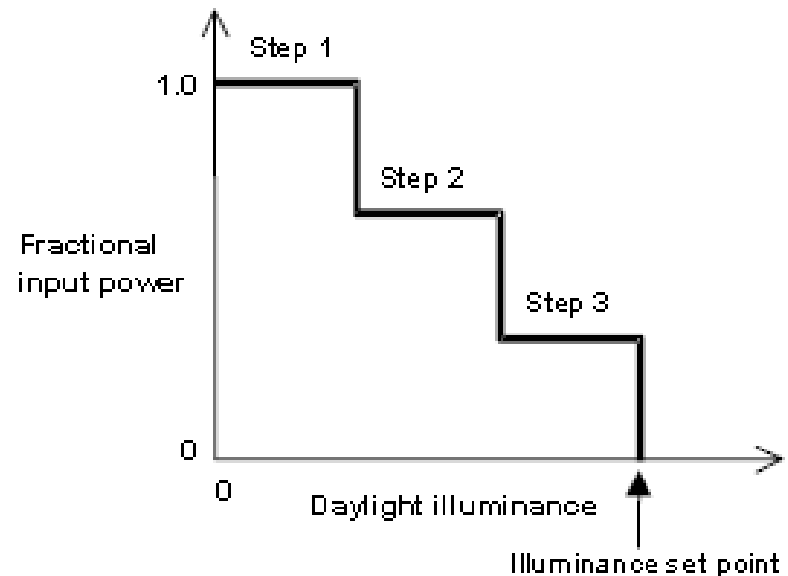 Step 1
1.0
Step 2
Fractional
input power
Step 3
0
0
Daylight illuminance
Illuminance set point